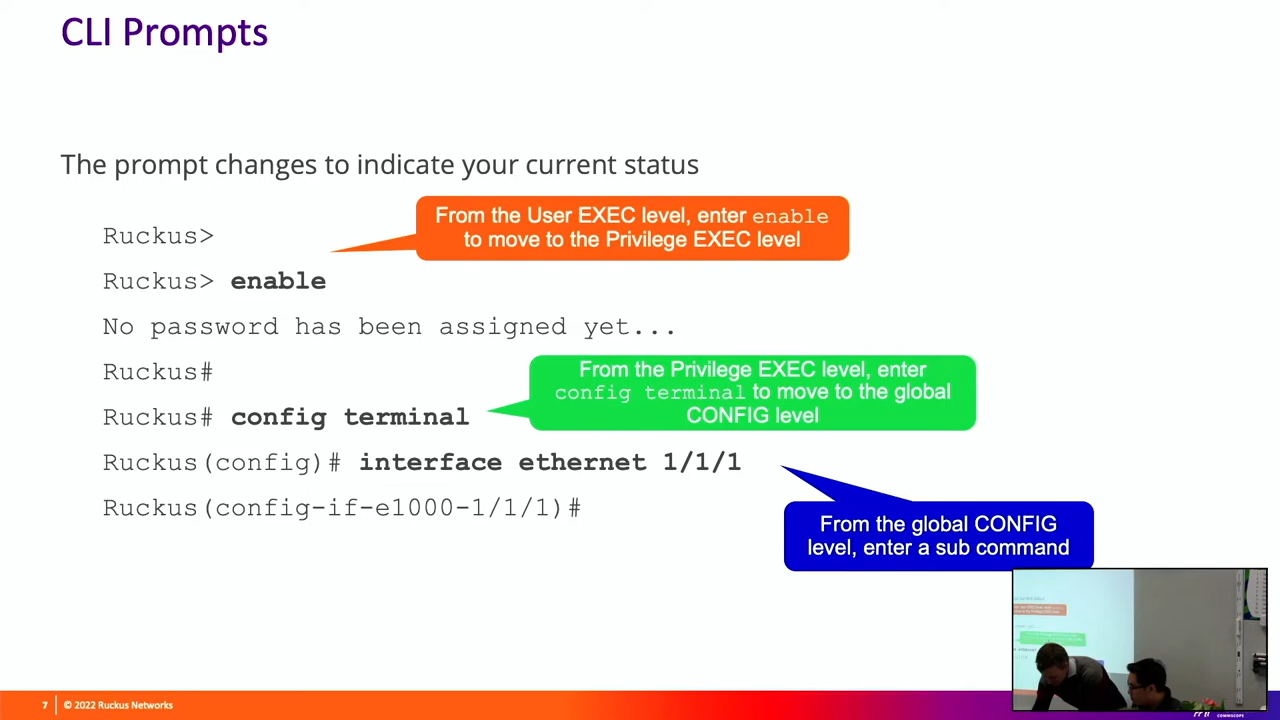 CLI Prompts
The prompt changes to indicate your current status
From the User EXEC level, enter enable
to move to the Privilege EXEC level
Ruckus>
Ruckus> enable
No password has been assigned yet...
Ruckus#
From the Privilege EXEC level, enter
config terminal to move to the global
CONFIG level
Ruckus# config terminal
Ruckus(config)# interface ethernet 1/1/1
Ruckus(config-if-e1000-1/1/1)#
From the global CONFIG
level, enter a sub command
7 © 2022 Ruckus Networks
COMMSCOPE